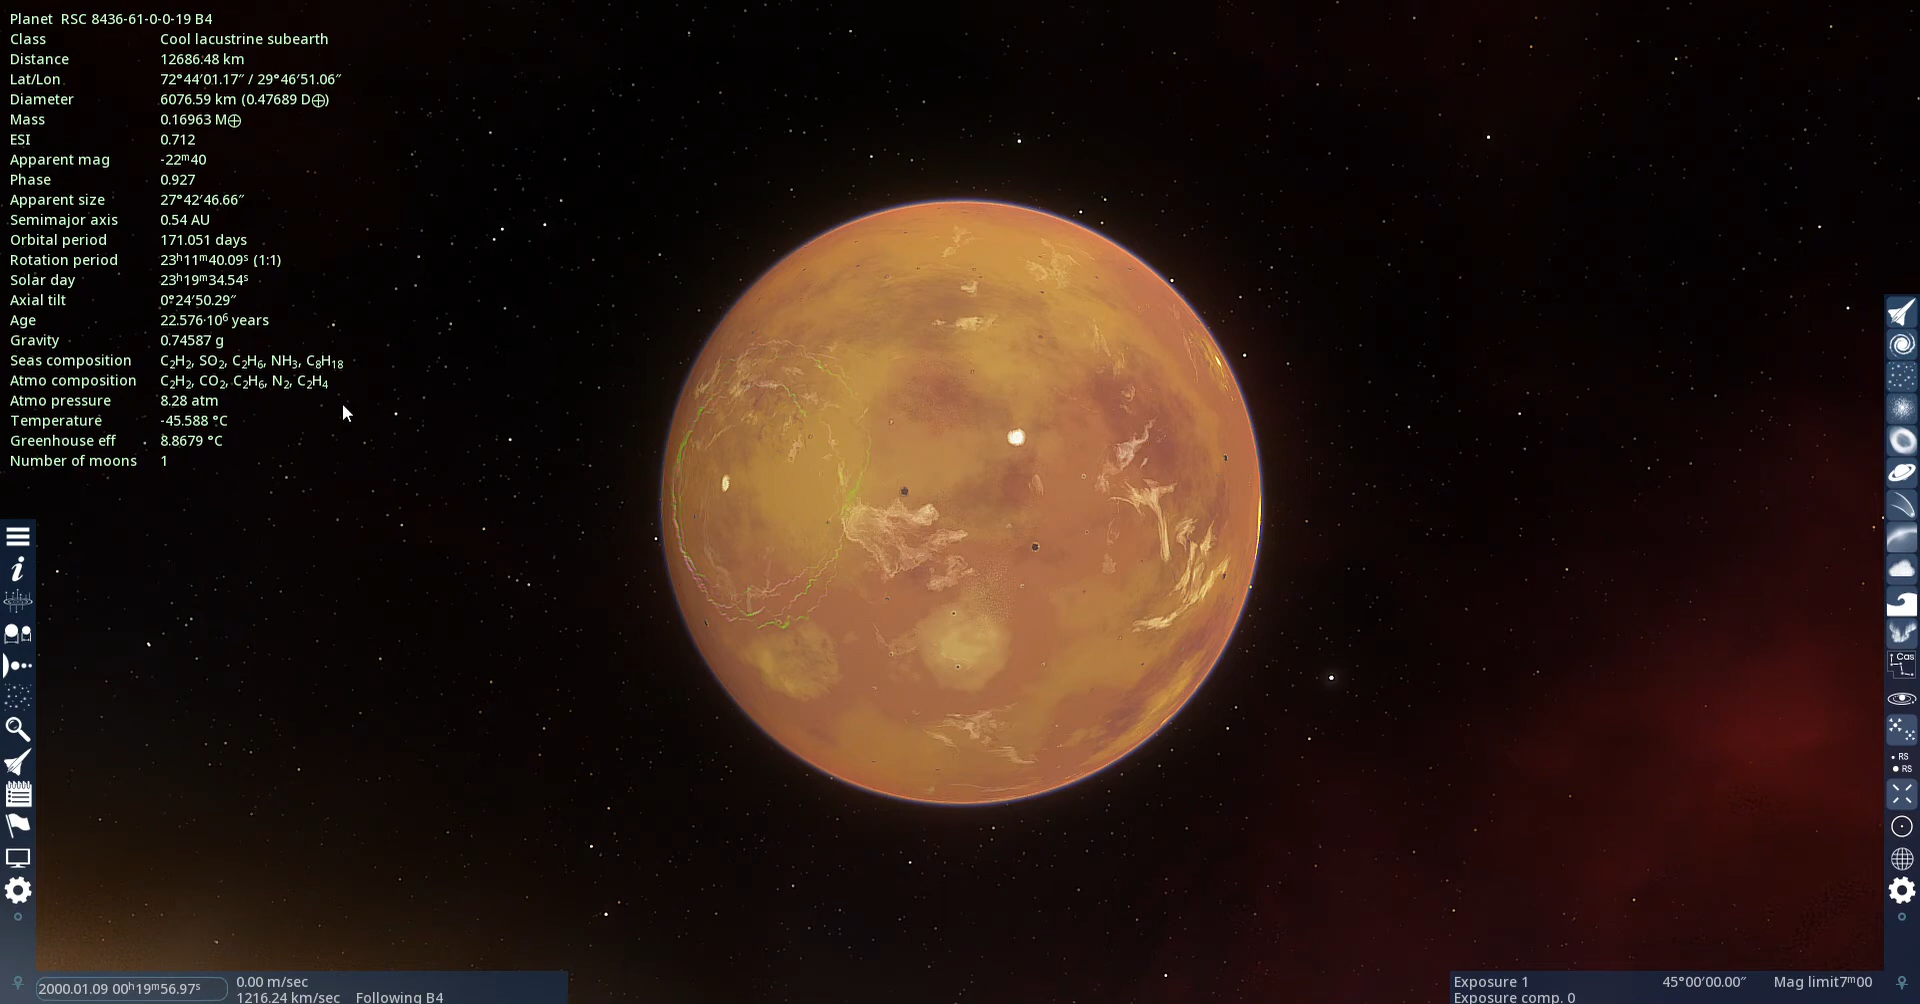 Planet RSC 8436-61-0-0-19 B4
Class Cool lacustrine subearth
Distance 12686.48 km
Lat/Lon 72°44′01.17″ / 29°46′51.06″
Diameter 6076.59 km (0.47689 D⊕)
Mass 0.16963 M⊕
ESI 0.712
Apparent mag -22ᵐ40
Phase 0.927
Apparent size 27°42′46.66″
Semimajor axis 0.54 AU
Orbital period 171.051 days
Rotation period 23ʰ11ᵐ40.09ˢ (1:1)
Solar day 23ʰ19ᵐ34.54ˢ
Axial tilt 0°24′50.29″
Age 22.576·10⁶ years
Gravity 0.74587 g
Seas composition C₂H₂, SO₂, C₂H₆, NH₃, C₈H₁₈
Atmo composition C₂H₂, CO₂, C₂H₆, N₂, C₂H₄
Atmo pressure 8.28 atm
Temperature -45.588 °C
Greenhouse eff 8.8679 °C
Number of moons 1
Cas
RS
RS
2000.01.09 00ʰ19ᵐ56.97ˢ
0.00 m/sec
1216.24 km/sec Following B4
Exposure 1 45°00′00.00″ Mag limit7ᵐ00
Exposure comp. 0